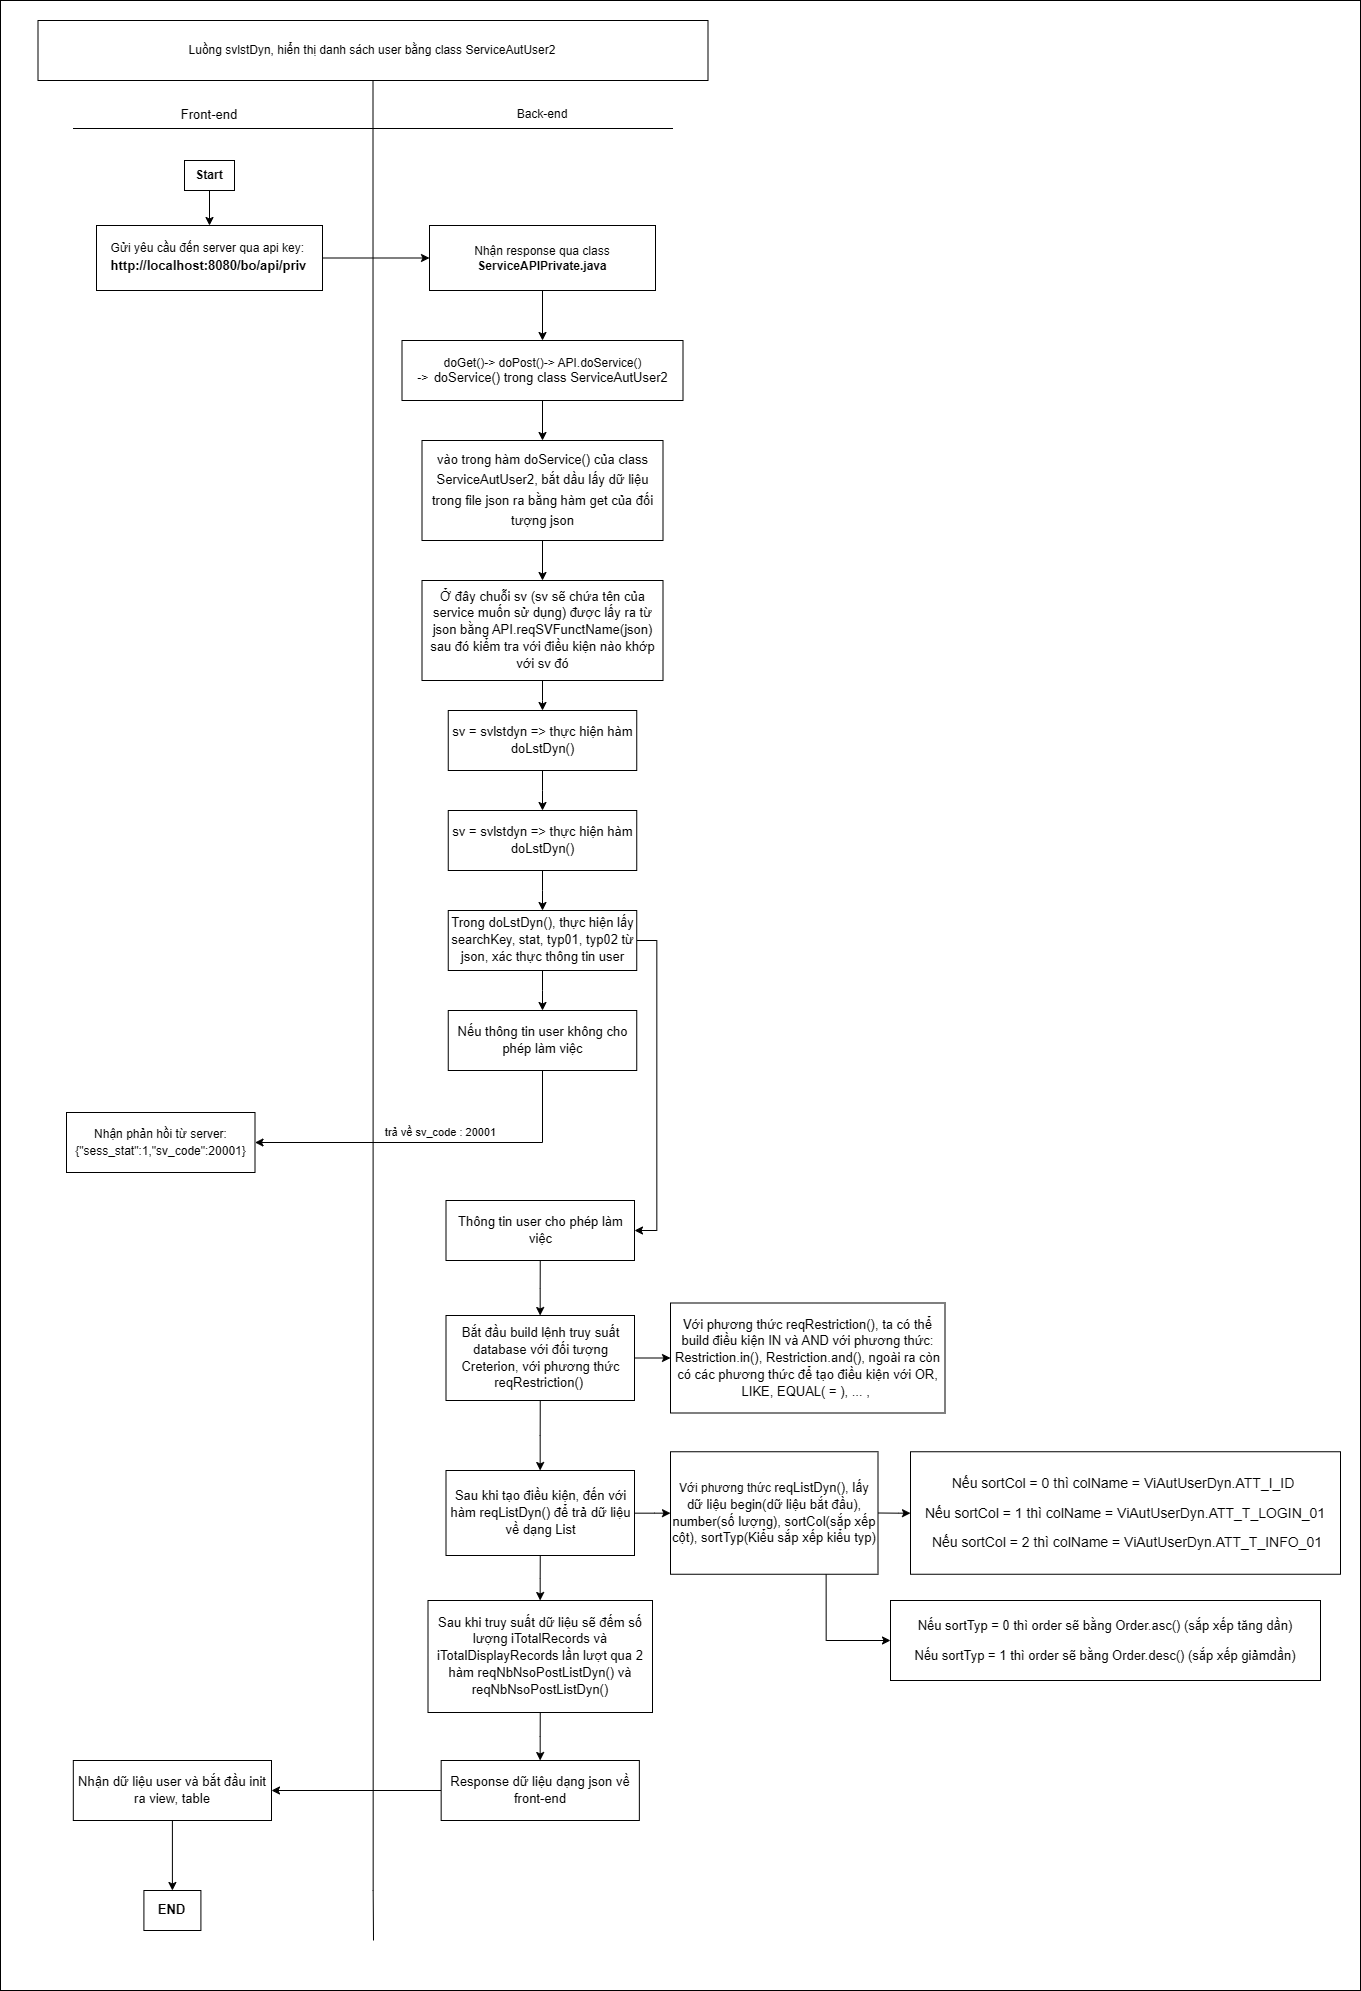 Luồng svlstDyn, hiển thị danh sách user bằng class ServiceAutUser2
Front-end
Back-end
Start
Gửi yêu cầu đến server qua api key:
http://localhost:8080/bo/api/priv
Nhận response qua class
ServiceAPIPrivate.java
doGet()-> doPost()-> API.doService()
-> doService() trong class ServiceAutUser2
vào trong hàm doService() của class
ServiceAutUser2, bắt dầu lấy dữ liệu
trong file json ra bằng hàm get của đối
tượng json
Ở đây chuỗi sv (sv sẽ chứa tên của
service muốn sử dụng) được lấy ra từ
json bằng API.reqSVFunctName(json)
sau đó kiểm tra với điều kiện nào khớp
với sv đó
sv = svlstdyn => thực hiện hàm
doLstDyn()
sv = svlstdyn => thực hiện hàm
doLstDyn()
Trong doLstDyn(), thực hiện lấy
searchKey, stat, typ01, typ02 từ
json, xác thực thông tin user
Nếu thông tin user không cho
phép làm việc
trả về sv_code : 20001
Nhận phản hồi từ server:
{"sess_stat":1,"sv_code":20001}
Thông tin user cho phép làm
việc
Bắt đầu build lệnh truy suất
database với đối tượng
Creterion, với phương thức
reqRestriction()
Với phương thức reqRestriction(), ta có thể
build điều kiện IN và AND với phương thức:
Restriction.in(), Restriction.and(), ngoài ra còn
có các phương thức để tạo điều kiện với OR,
LIKE, EQUAL( = ), ... ,
Sau khi tạo điều kiện, đến với
hàm reqListDyn() để trả dữ liệu
về dạng List
Với phương thức reqListDyn(), lấy
dữ liệu begin(dữ liệu bắt đầu),
number(số lượng), sortCol(sắp xếp
cột), sortTyp(Kiểu sắp xếp kiểu typ)
Nếu sortCol = 0 thì colName = ViAutUserDyn.ATT_I_ID
Nếu sortCol = 1 thì colName = ViAutUserDyn.ATT_T_LOGIN_01
Nếu sortCol = 2 thì colName = ViAutUserDyn.ATT_T_INFO_01
Nếu sortTyp = 0 thì order sẽ bằng Order.asc() (sắp xếp tăng dần)
Nếu sortTyp = 1 thì order sẽ bằng Order.desc() (sắp xếp giảmdần)
Sau khi truy suất dữ liệu sẽ đếm số
lượng iTotalRecords và
iTotalDisplayRecords lần lượt qua 2
hàm reqNbNsoPostListDyn() và
reqNbNsoPostListDyn()
Nhận dữ liệu user và bắt đầu init
ra view, table
Response dữ liệu dạng json về
front-end
END